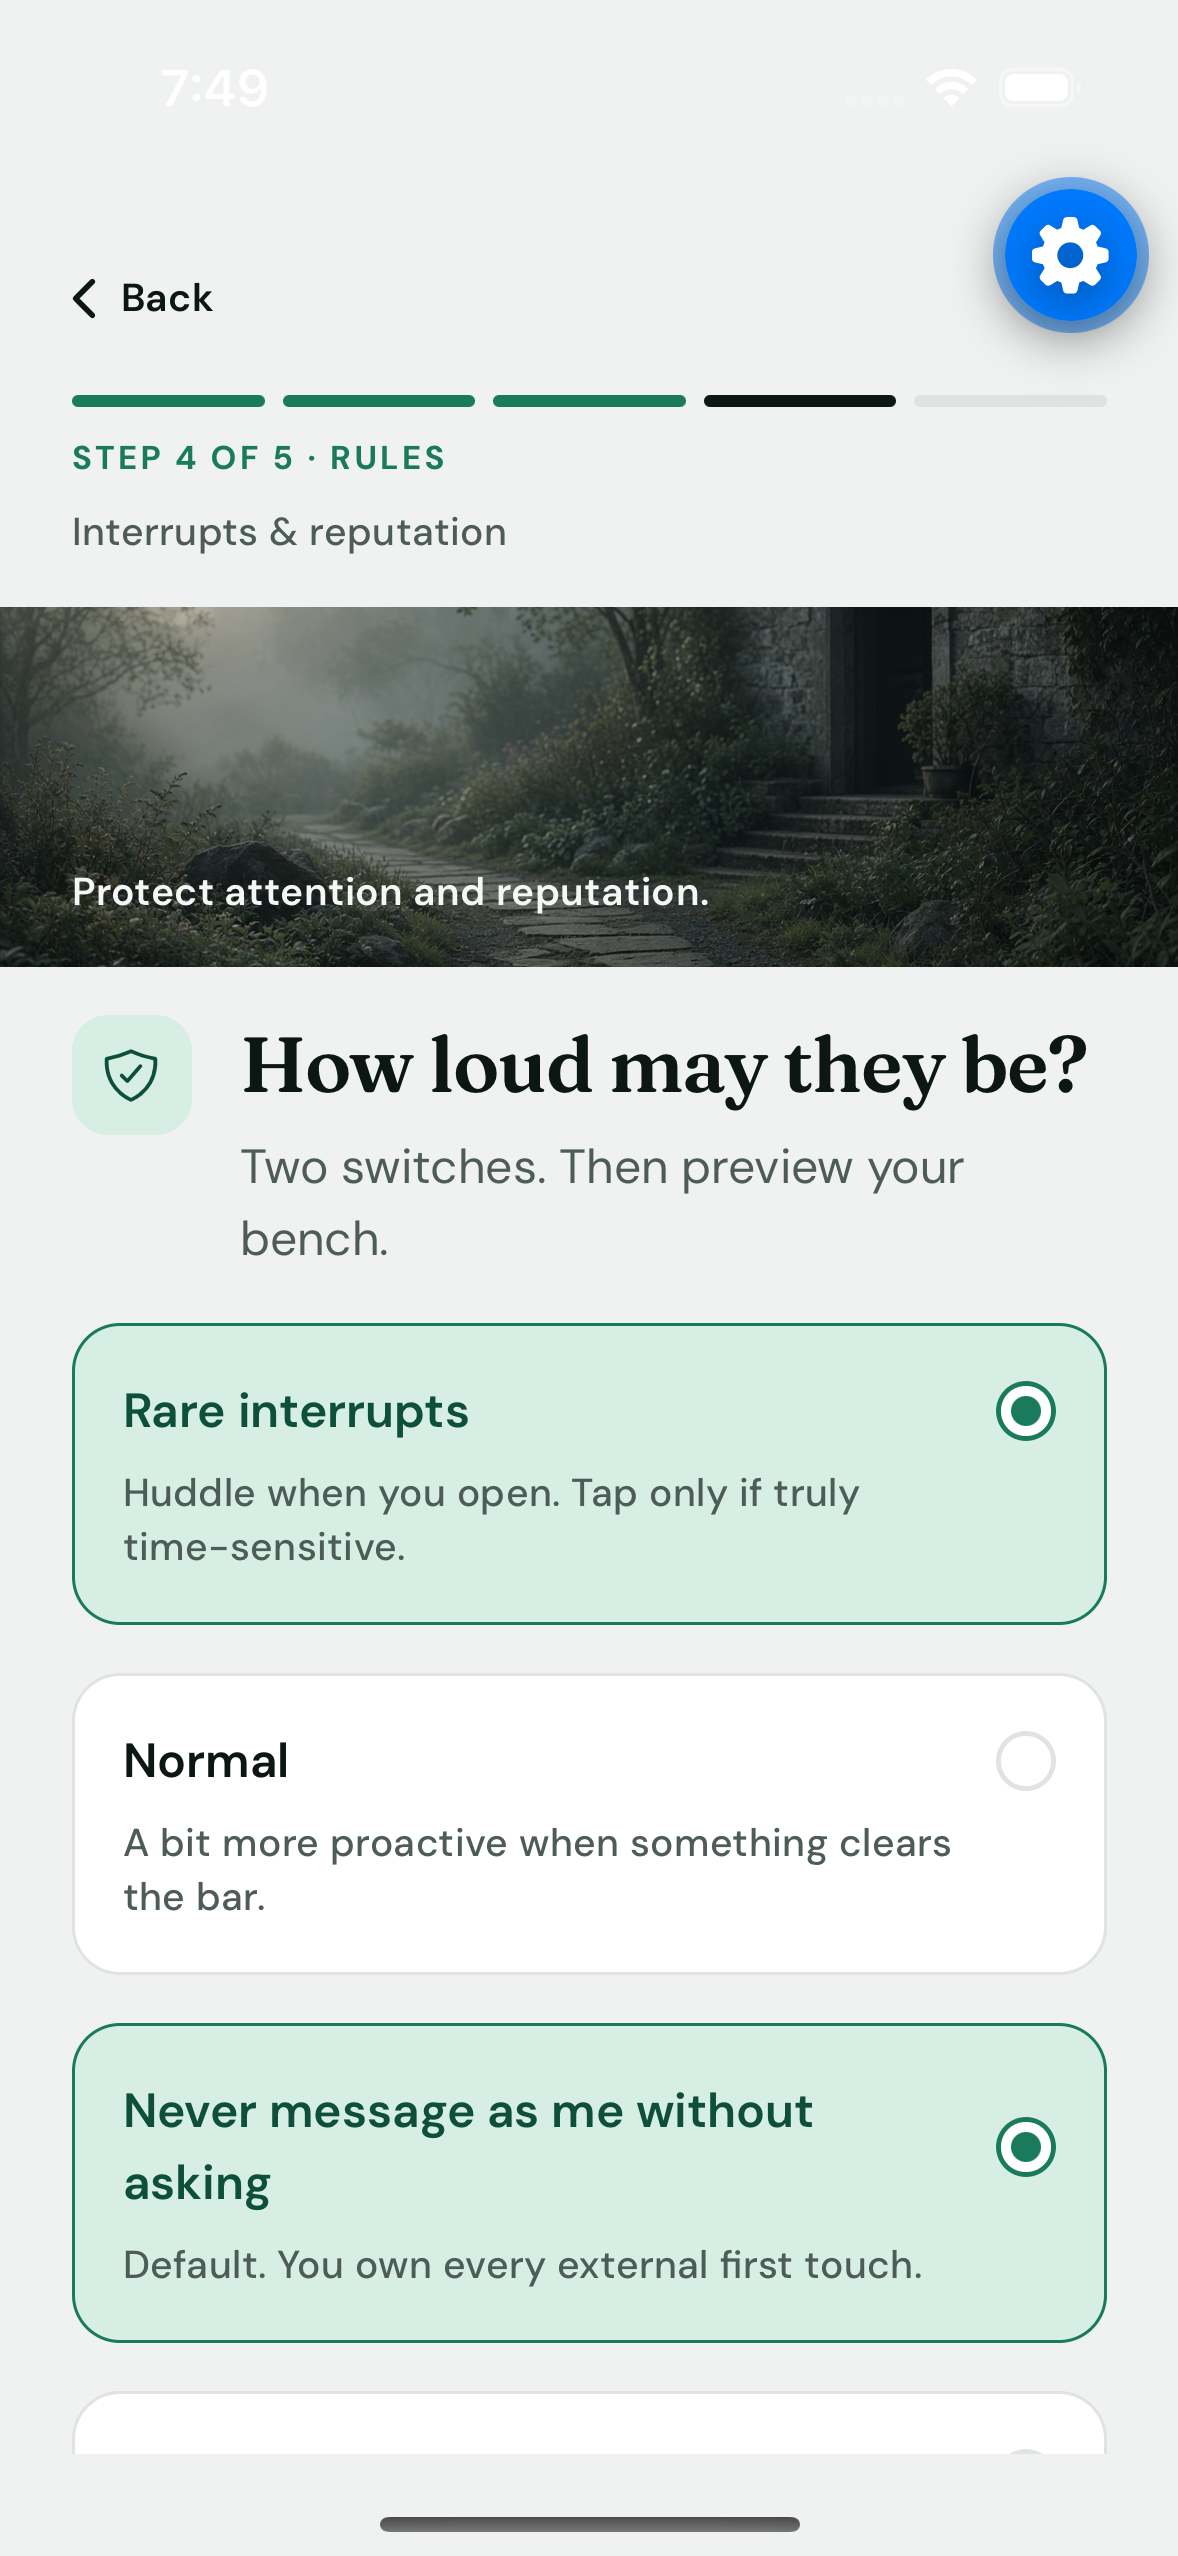 7:49
Back
STEP 4 OF 5 · RULES
Interrupts & reputation
Protect attention and reputation.
How loud may they be?
Two switches. Then preview your
bench.
Rare interrupts
Huddle when you open. Tap only if truly
time-sensitive.
Normal
A bit more proactive when something clears
the bar.
Never message as me without
asking
Default. You own every external first touch.